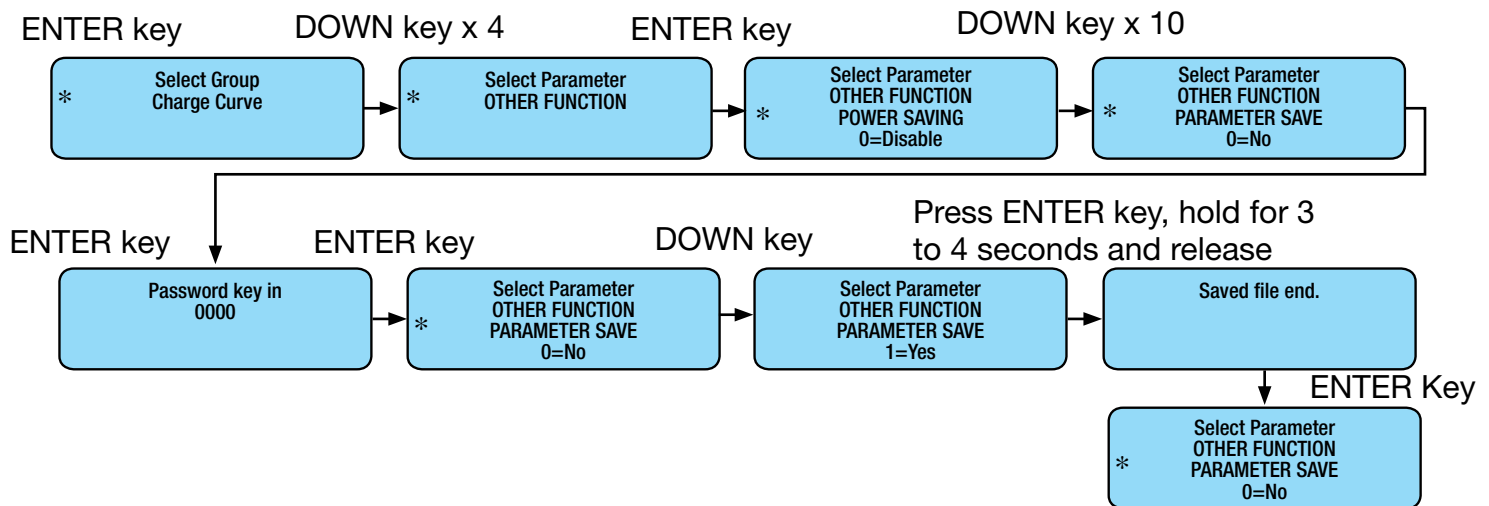 ENTER key
DOWN key x 4
ENTER key
DOWN key x 10
*
Select Group
Charge Curve
*
Select Parameter
OTHER FUNCTION
*
Select Parameter
OTHER FUNCTION
POWER SAVING
0=Disable
*
Select Parameter
OTHER FUNCTION
PARAMETER SAVE
0=No
ENTER key
ENTER key
DOWN key
Press ENTER key, hold for 3
to 4 seconds and release
Password key in
0000
*
Select Parameter
OTHER FUNCTION
PARAMETER SAVE
0=No
Select Parameter
OTHER FUNCTION
PARAMETER SAVE
1=Yes
Saved file end.
ENTER Key
*
Select Parameter
OTHER FUNCTION
PARAMETER SAVE
0=No